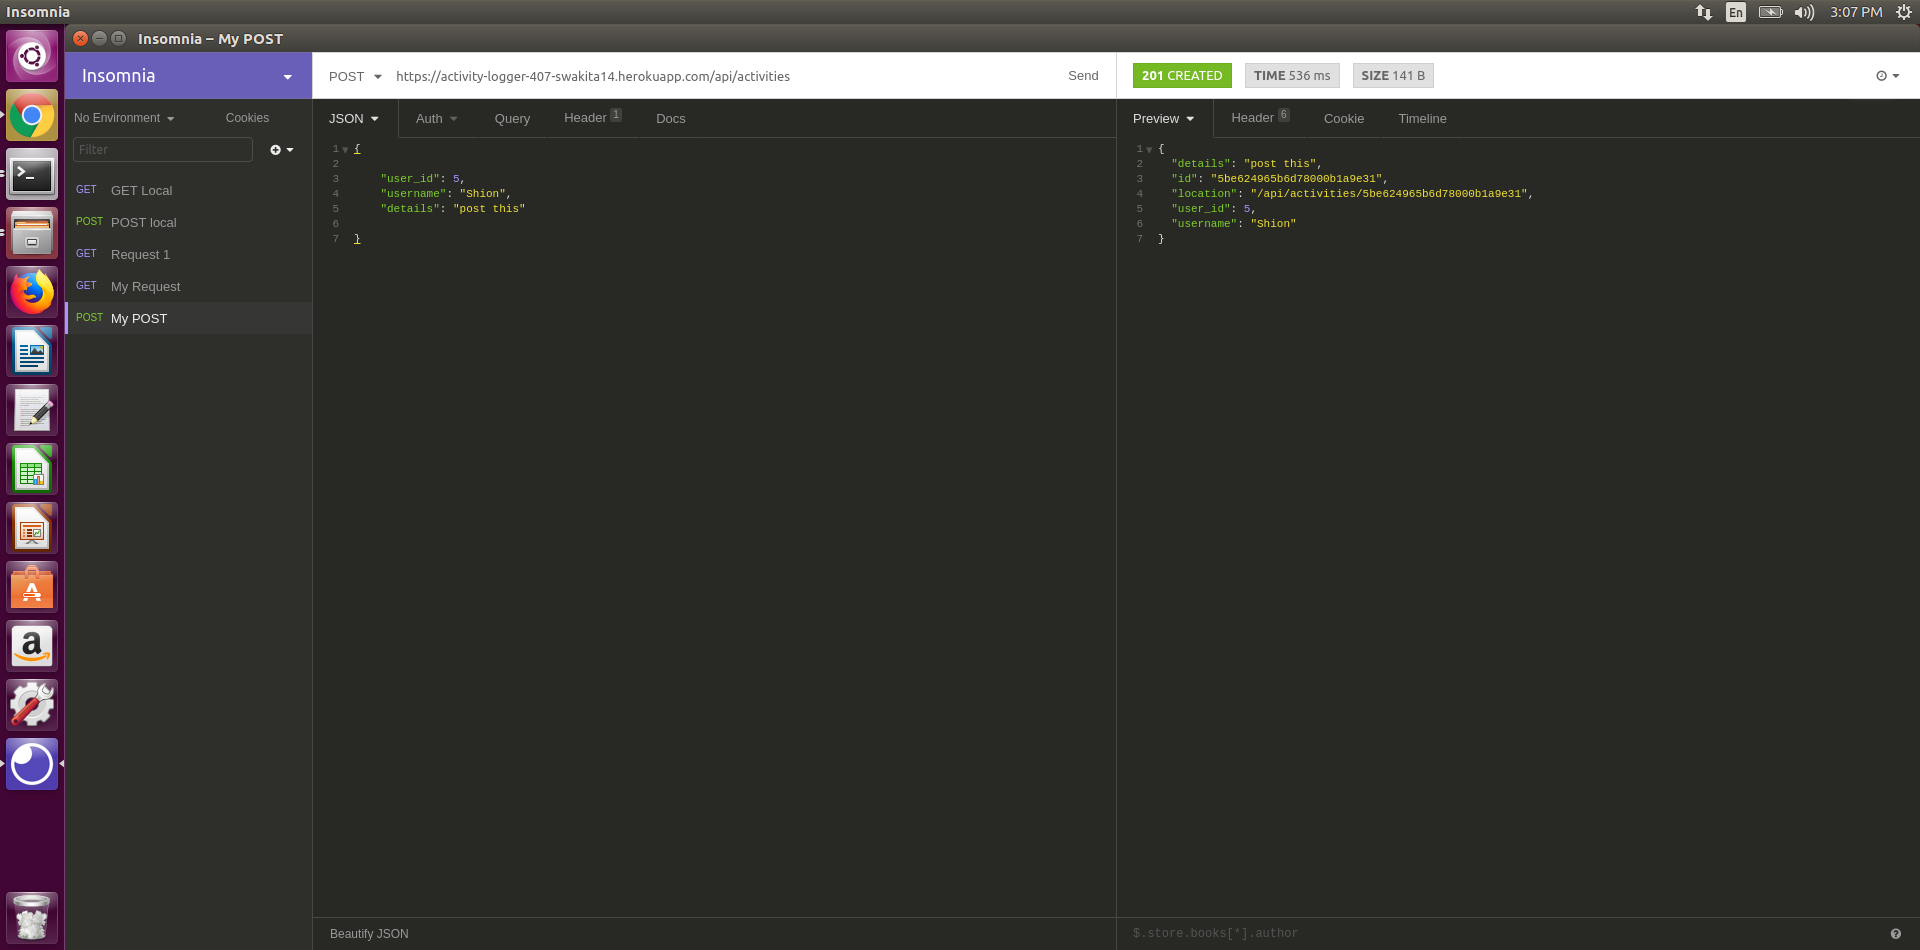 Insomnia
En
3:07 PM
Insomnia – My POST
Insomnia
POST
https://activity-logger-407-swakita14.herokuapp.com/api/activities
Send
201 CREATED
TIME 536 ms
SIZE 141 B
No Environment
Cookies
JSON
Auth
Query
Header 1
Docs
Preview
Header 6
Cookie
Timeline
Filter
GET GET Local
POST POST local
GET Request 1
GET My Request
POST My POST
1 {
2
3 "user_id": 5,
4 "username": "Shion",
5 "details": "post this"
6
7 }
1 {
2 "details": "post this",
3 "id": "5be624965b6d78000b1a9e31",
4 "location": "/api/activities/5be624965b6d78000b1a9e31",
5 "user_id": 5,
6 "username": "Shion"
7 }
Beautify JSON
$.store.books[*].author